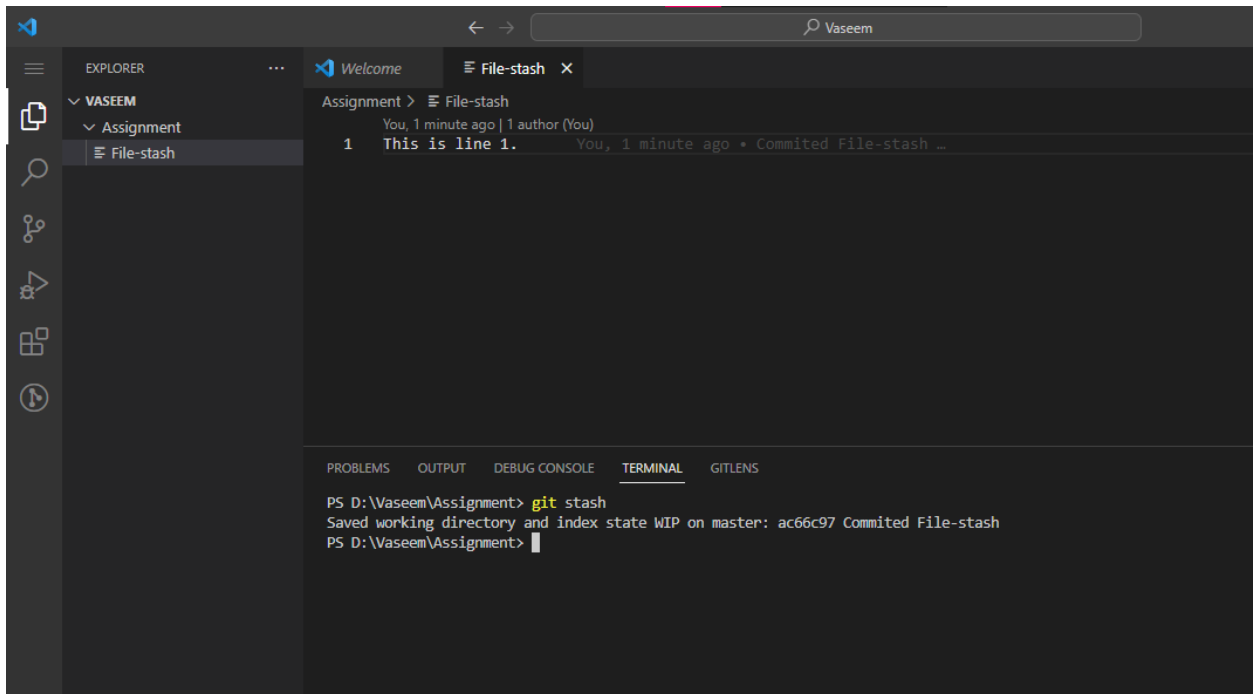 Vaseem
EXPLORER ...
Welcome File-stash
VASEEM
Assignment
File-stash
Assignment > File-stash
You, 1 minute ago | 1 author (You)
1 This is line 1. You, 1 minute ago • Commited File-stash …
PROBLEMS OUTPUT DEBUG CONSOLE TERMINAL GITLENS
PS D:\Vaseem\Assignment> git stash
Saved working directory and index state WIP on master: ac66c97 Commited File-stash
PS D:\Vaseem\Assignment>